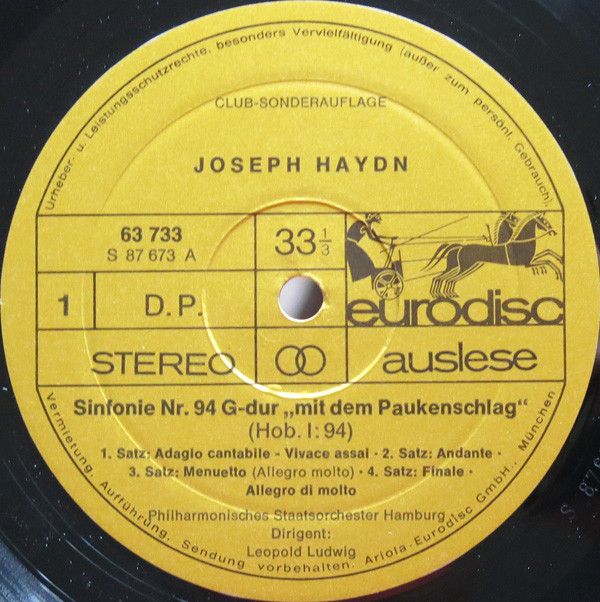 Urheber. u. Leistungsschutzrechte, besonders Vervielfältigung (außer zum persönl. Gebrauch),
CLUB-SONDERAUFLAGE
JOSEPH HAYDN
63 733
S 87 673 A
33 1/3
1
D. P.
eurodisc
STEREO
auslese
Sinfonie Nr. 94 G-dur „mit dem Paukenschlag“
(Hob. I: 94)
1. Satz: Adagio cantabile - Vivace assai · 2. Satz: Andante ·
3. Satz: Menuetto (Allegro molto) · 4. Satz: Finale ·
Allegro di molto
Philharmonisches Staatsorchester Hamburg
Dirigent:
Leopold Ludwig
Vermietung, Aufführung, Sendung vorbehalten. Ariola-Eurodisc GmbH., München